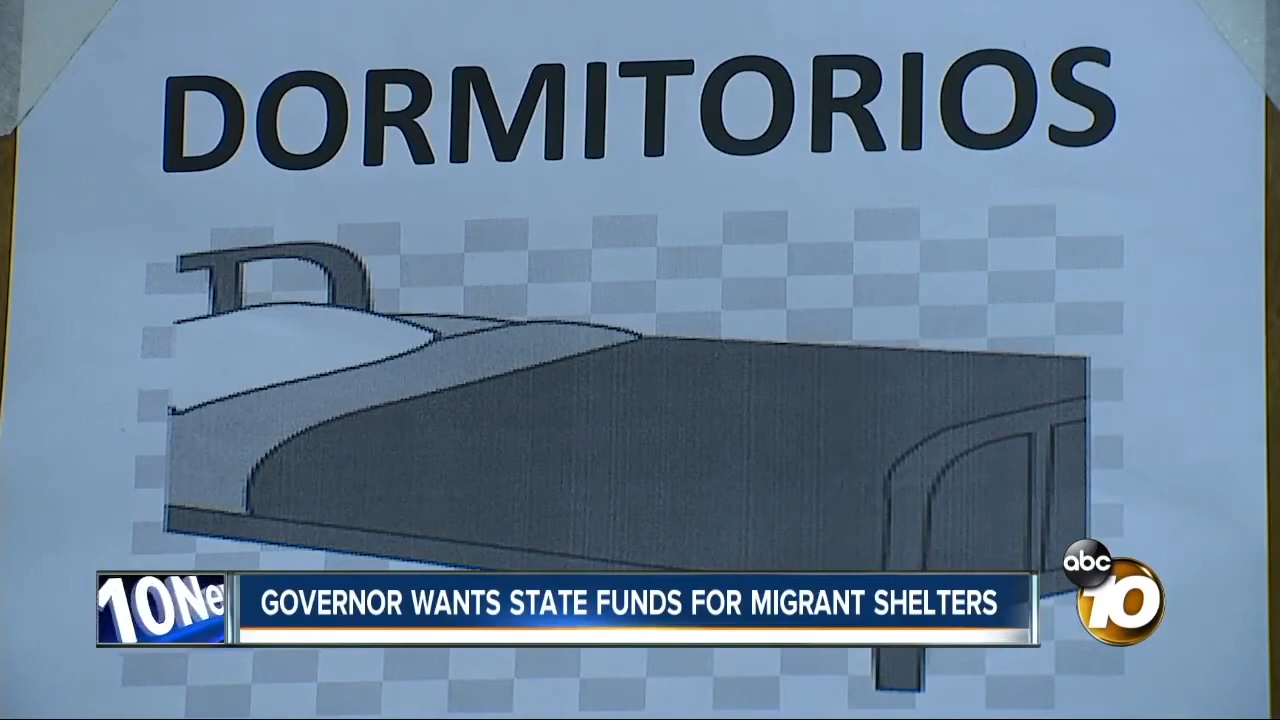 DORMITORIOS
10Ne
GOVERNOR WANTS STATE FUNDS FOR MIGRANT SHELTERS
abc
10